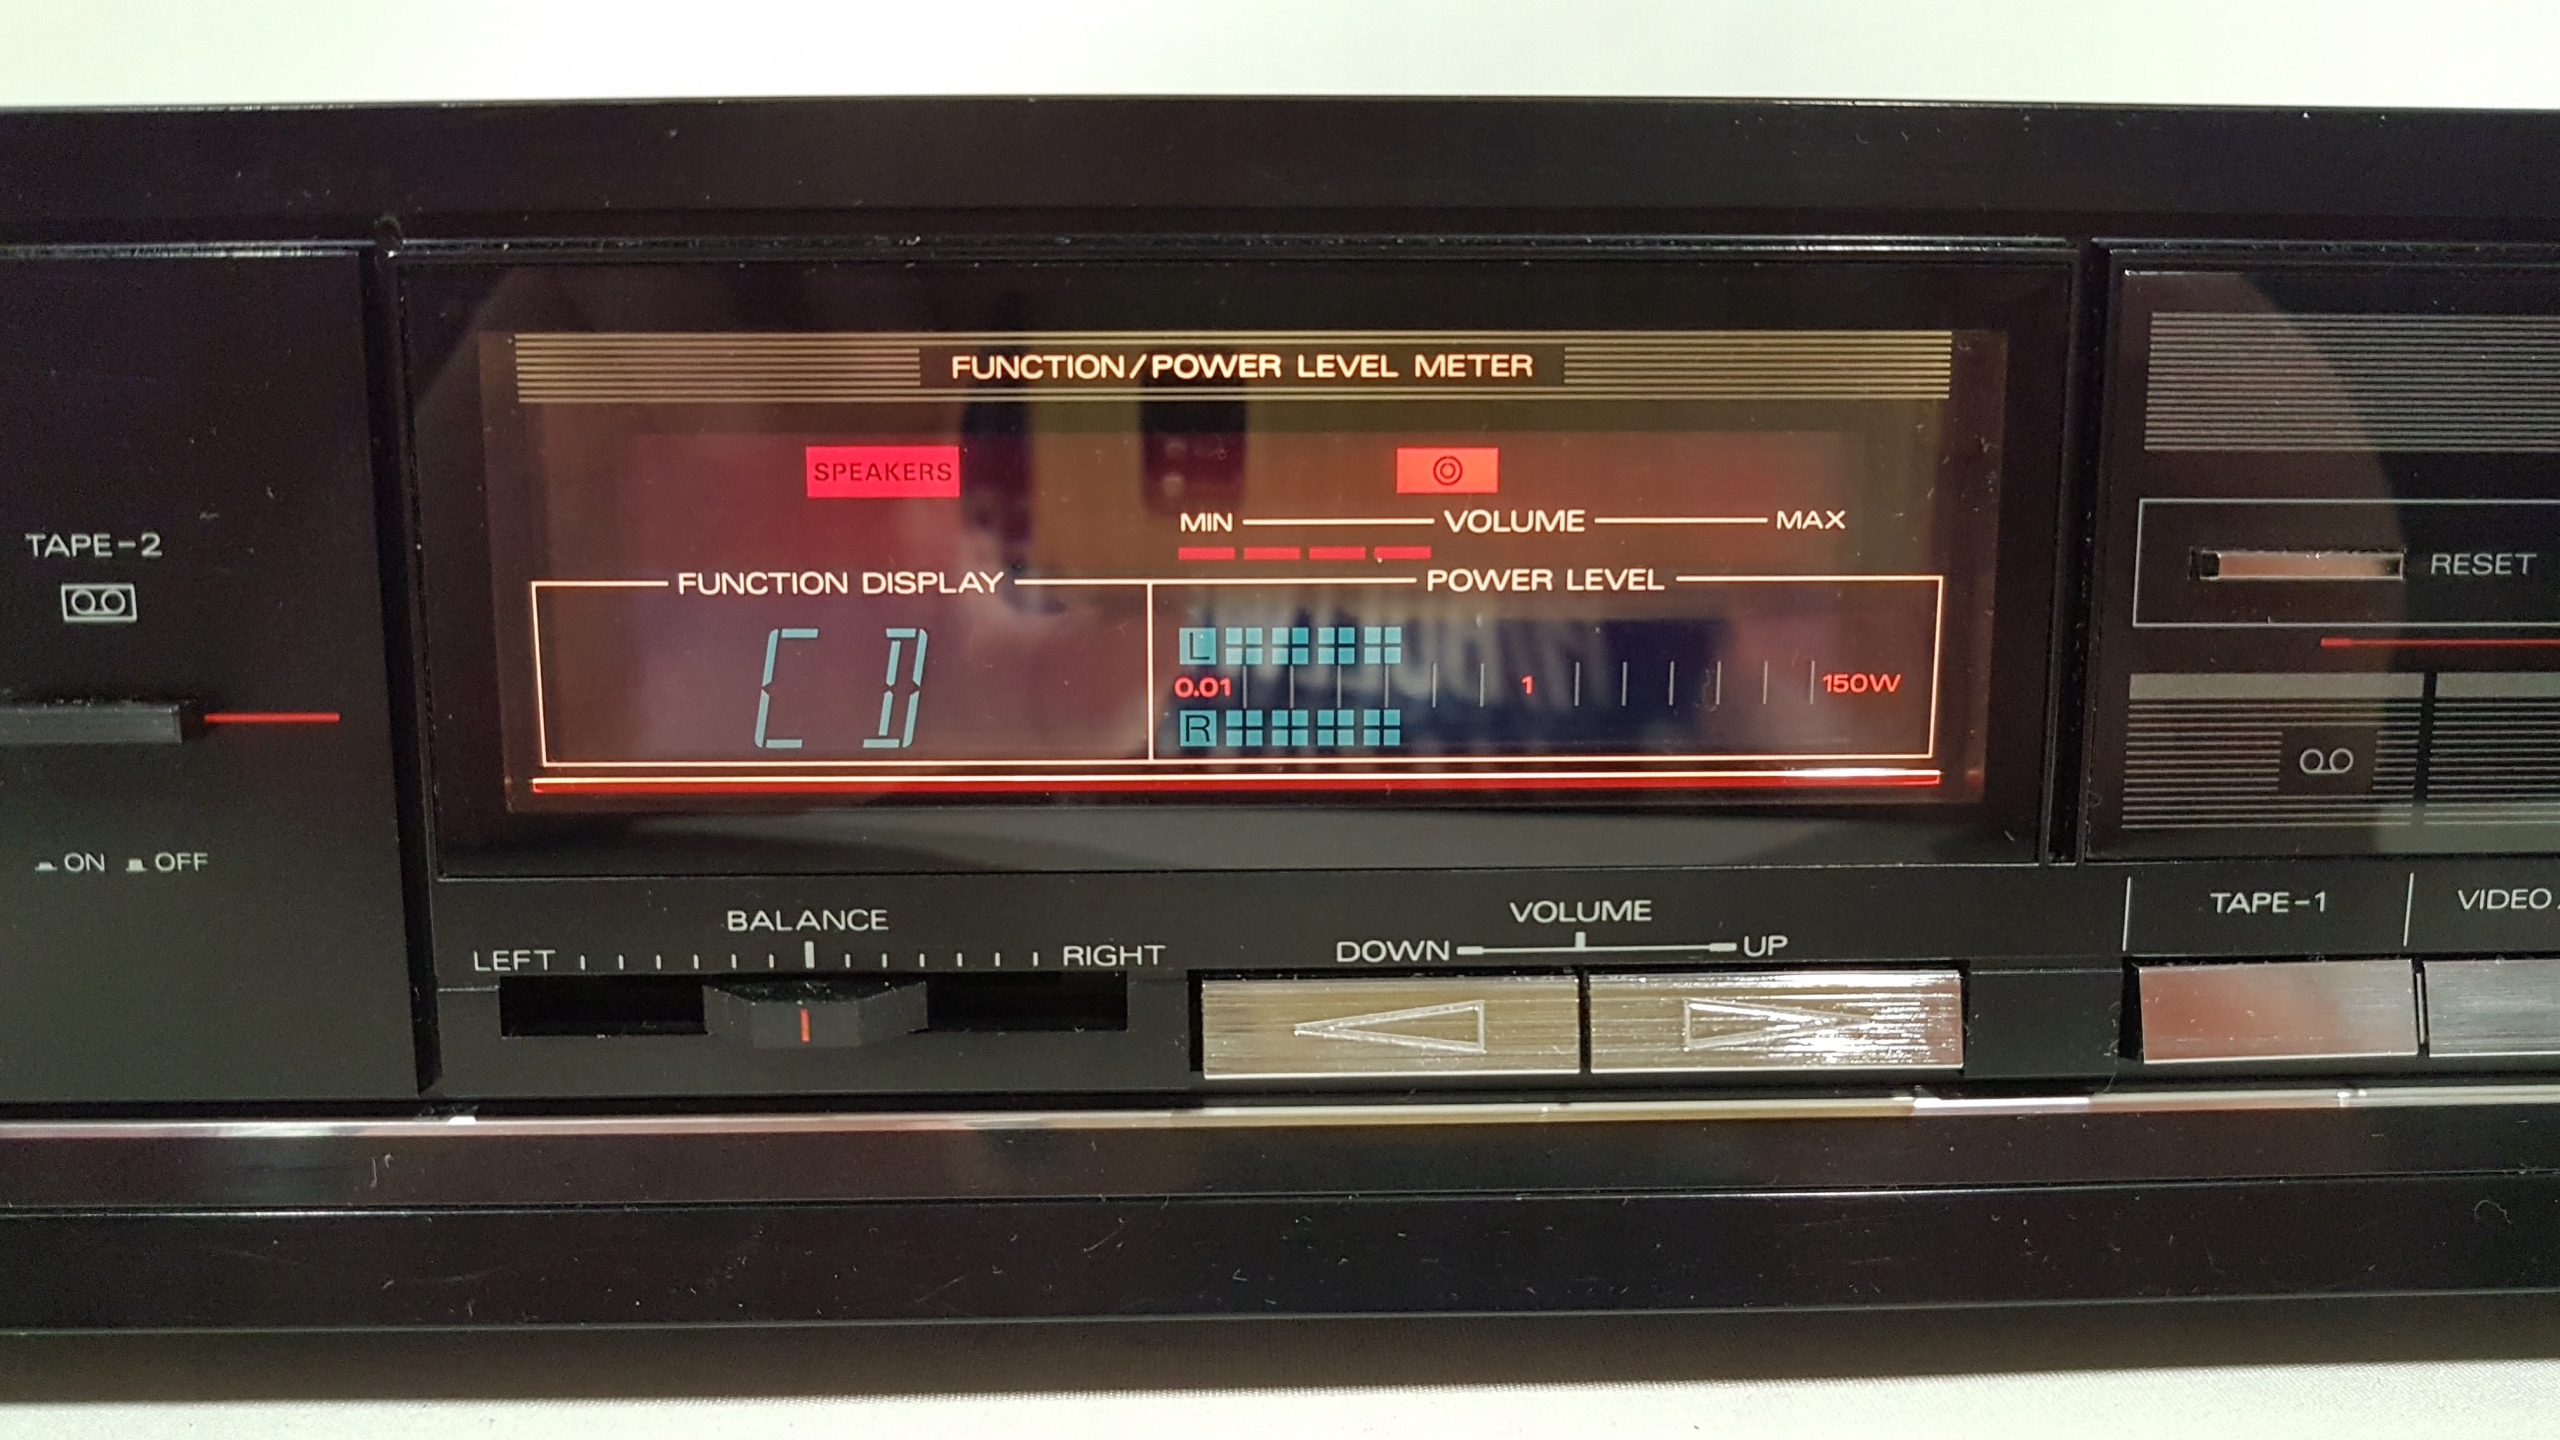 FUNCTION/POWER LEVEL METER
SPEAKERS
MIN VOLUME MAX
FUNCTION DISPLAY
POWER LEVEL
CD
L
0.01 1 150W
R
TAPE-2
ON OFF
BALANCE
LEFT RIGHT
VOLUME
DOWN UP
RESET
TAPE-1
VIDEO